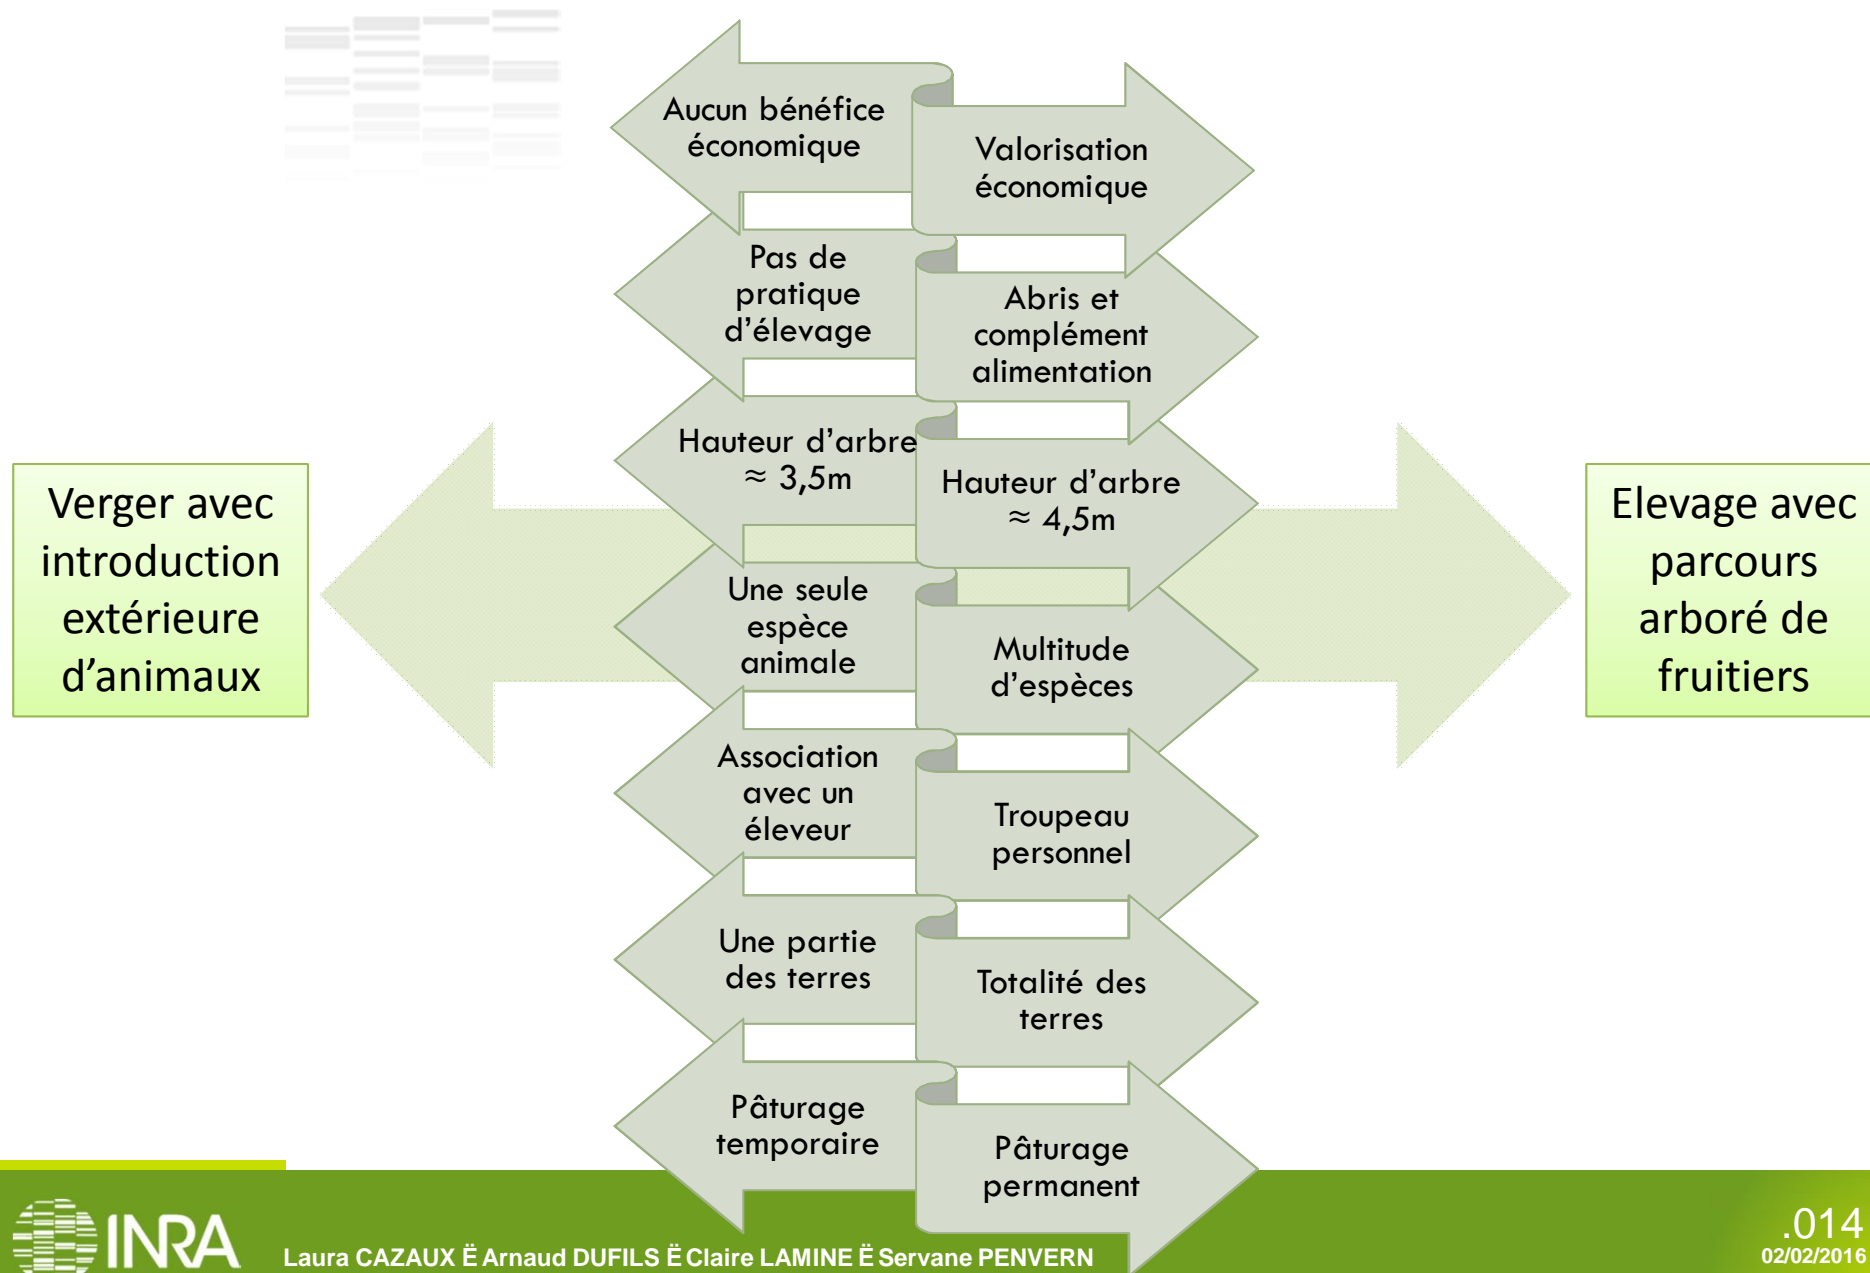 Aucun bénéfice
économique
Valorisation
économique
Pas de
pratique
d'élevage
Abris et
complément
alimentation
Hauteur d'arbre
≈ 3,5m
Hauteur d'arbre
≈ 4,5m
Verger avec
introduction
extérieure
d'animaux
Elevage avec
parcours
arboré de
fruitiers
Une seule
espèce
animale
Multitude
d'espèces
Association
avec un
éleveur
Troupeau
personnel
Une partie
des terres
Totalité des
terres
Pâturage
temporaire
Pâturage
permanent
INRA
Laura CAZAUX Ë Arnaud DUFILS Ë Claire LAMINE Ë Servane PENVERN
.014
02/02/2016